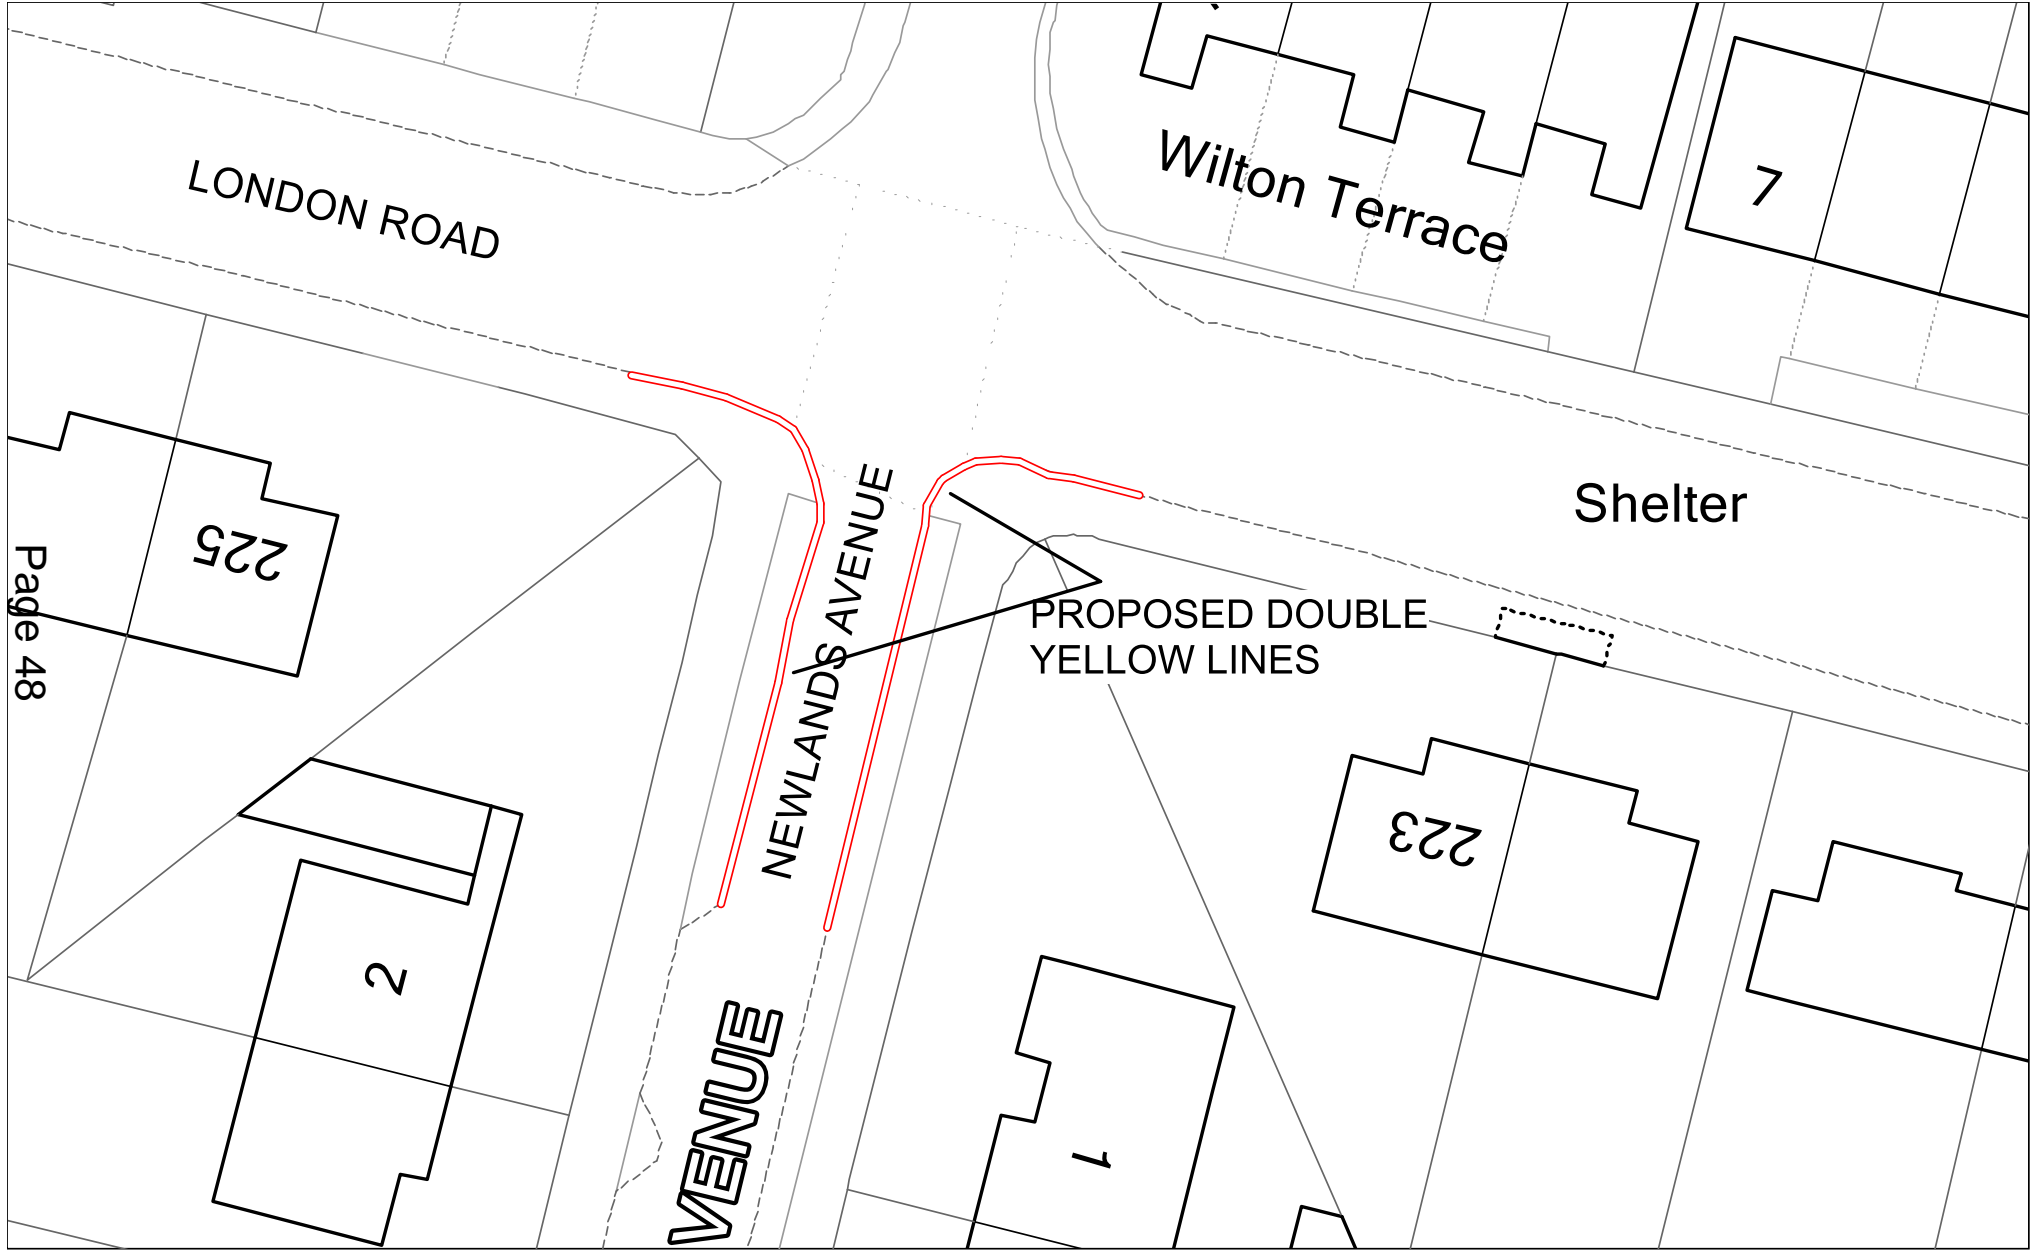 LONDON ROAD
Wilton Terrace
7
Shelter
225
Page 48
NEWLANDS AVENUE
PROPOSED DOUBLE
YELLOW LINES
223
2
VENUE
1